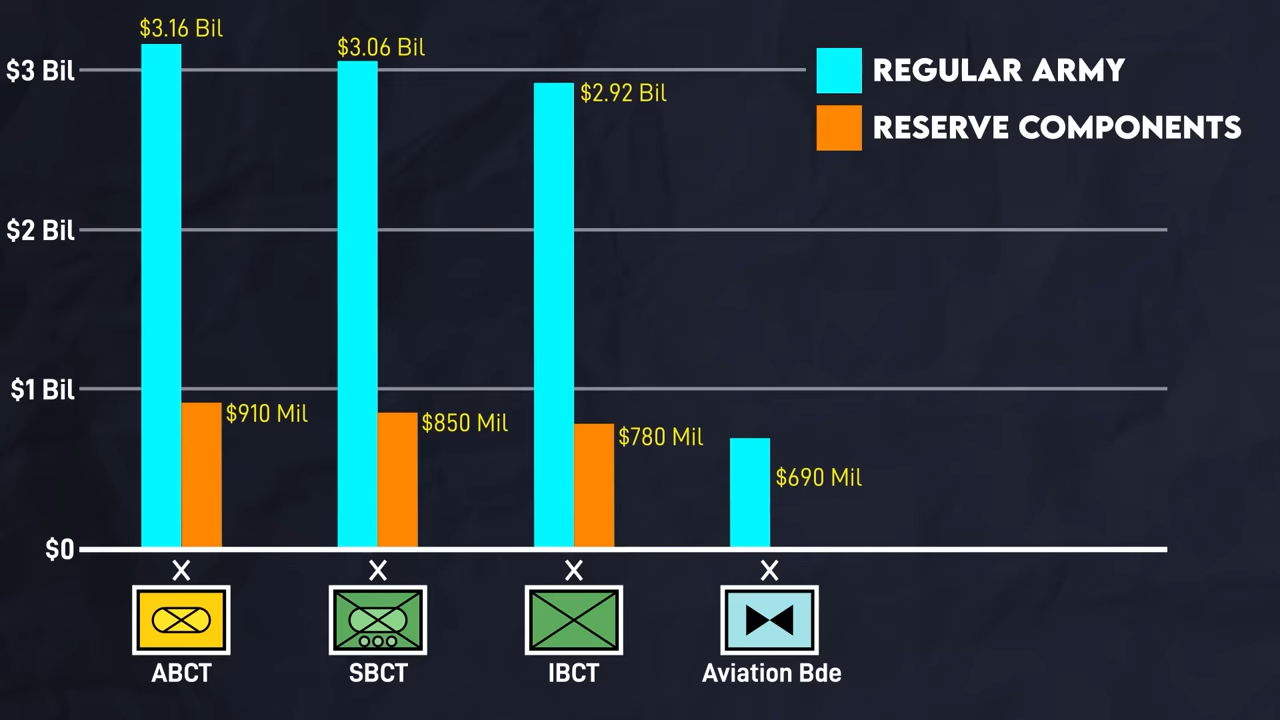 $3.16 Bil
$3.06 Bil
$3 Bil
REGULAR ARMY
$2.92 Bil
RESERVE COMPONENTS
$2 Bil
$1 Bil
$910 Mil
$850 Mil
$780 Mil
$690 Mil
$0
X X X X
ABCT SBCT IBCT Aviation Bde